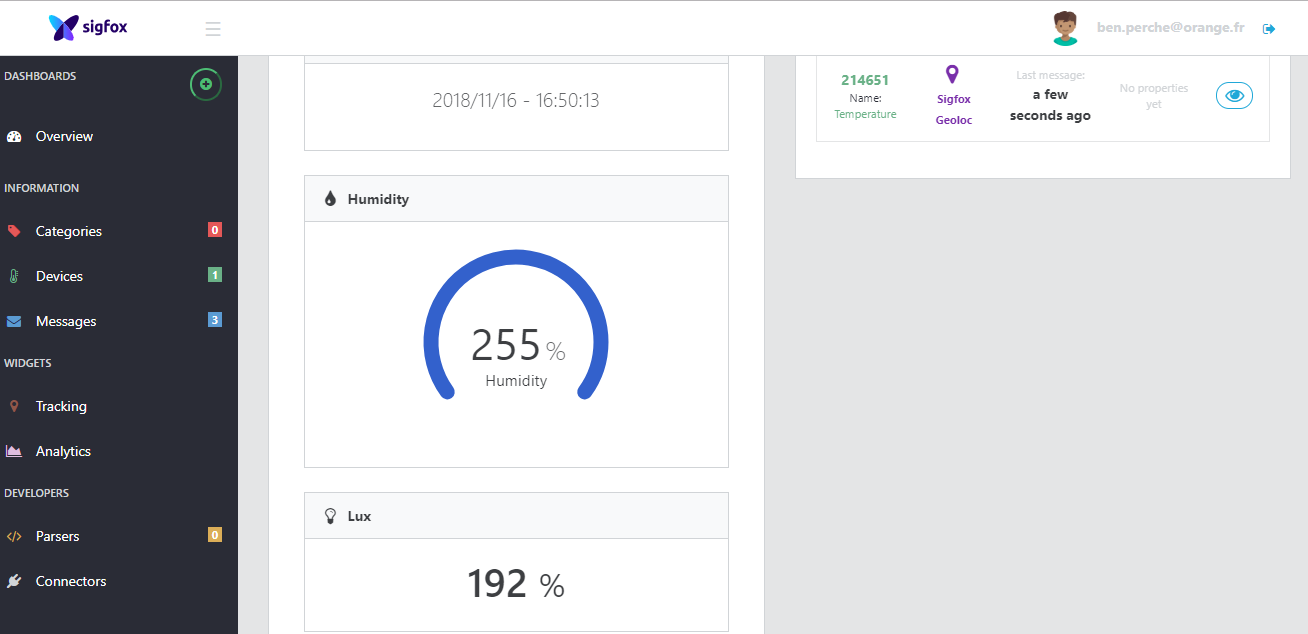 sigfox
ben.perche@orange.fr
DASHBOARDS
Overview
INFORMATION
Categories 0
Devices 1
Messages 3
WIDGETS
Tracking
Analytics
DEVELOPERS
Parsers 0
Connectors
2018/11/16 - 16:50:13
Humidity
255 %
Humidity
Lux
192 %
214651
Name:
Temperature
Sigfox
Geoloc
Last message:
a few
seconds ago
No properties
yet